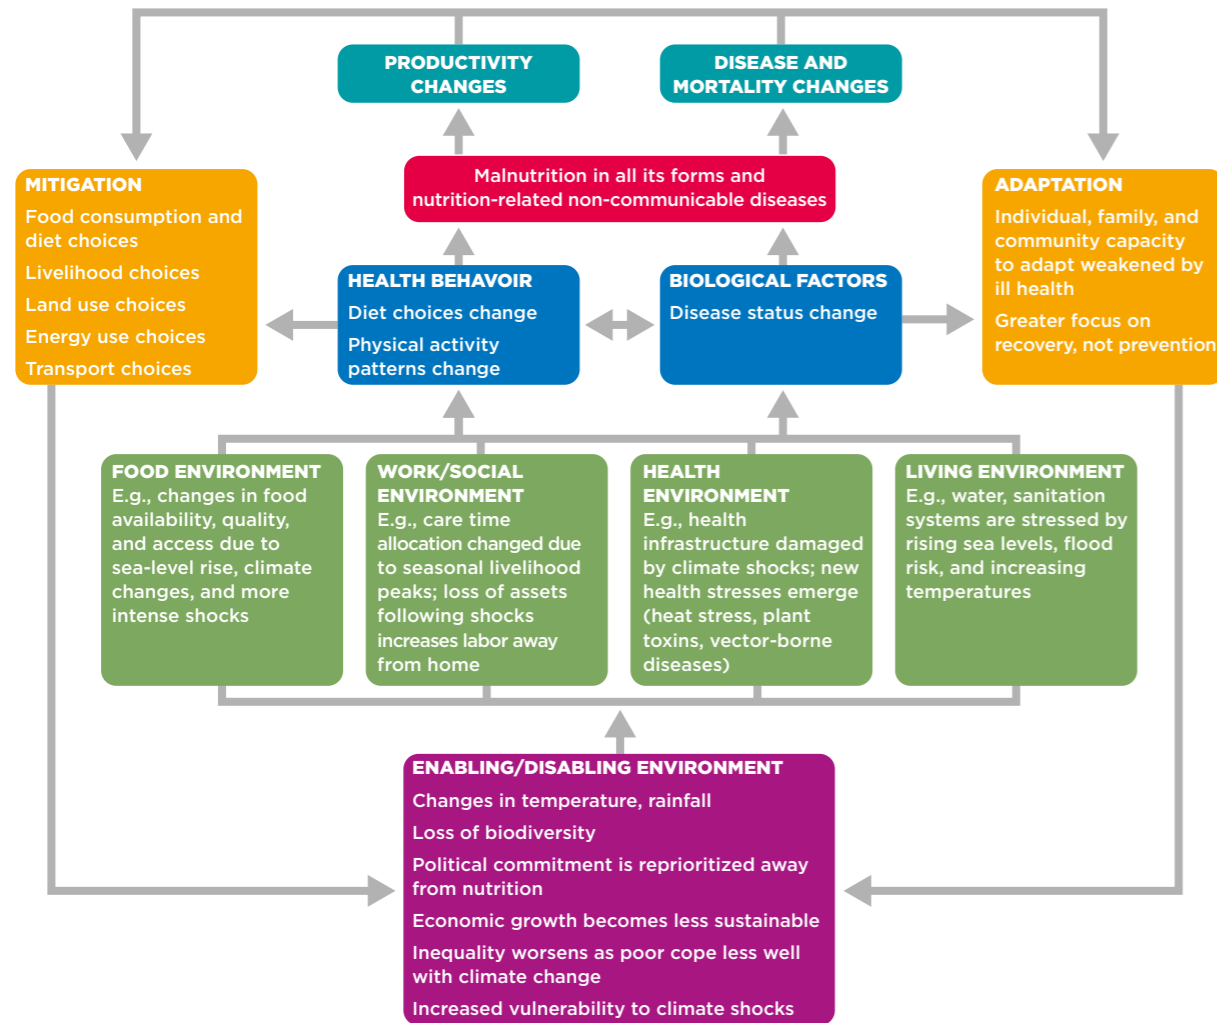 PRODUCTIVITY
CHANGES
DISEASE AND
MORTALITY CHANGES
Malnutrition in all its forms and
nutrition-related non-communicable diseases
MITIGATION
Food consumption and
diet choices
Livelihood choices
Land use choices
Energy use choices
Transport choices
HEALTH BEHAVOIR
Diet choices change
Physical activity
patterns change
BIOLOGICAL FACTORS
Disease status change
ADAPTATION
Individual, family, and
community capacity
to adapt weakened by
ill health
Greater focus on
recovery, not prevention
FOOD ENVIRONMENT
E.g., changes in food
availability, quality,
and access due to
sea-level rise, climate
changes, and more
intense shocks
WORK/SOCIAL
ENVIRONMENT
E.g., care time
allocation changed due
to seasonal livelihood
peaks; loss of assets
following shocks
increases labor away
from home
HEALTH
ENVIRONMENT
E.g., health
infrastructure damaged
by climate shocks; new
health stresses emerge
(heat stress, plant
toxins, vector-borne
diseases)
LIVING ENVIRONMENT
E.g., water, sanitation
systems are stressed by
rising sea levels, flood
risk, and increasing
temperatures
ENABLING/DISABLING ENVIRONMENT
Changes in temperature, rainfall
Loss of biodiversity
Political commitment is reprioritized away
from nutrition
Economic growth becomes less sustainable
Inequality worsens as poor cope less well
with climate change
Increased vulnerability to climate shocks